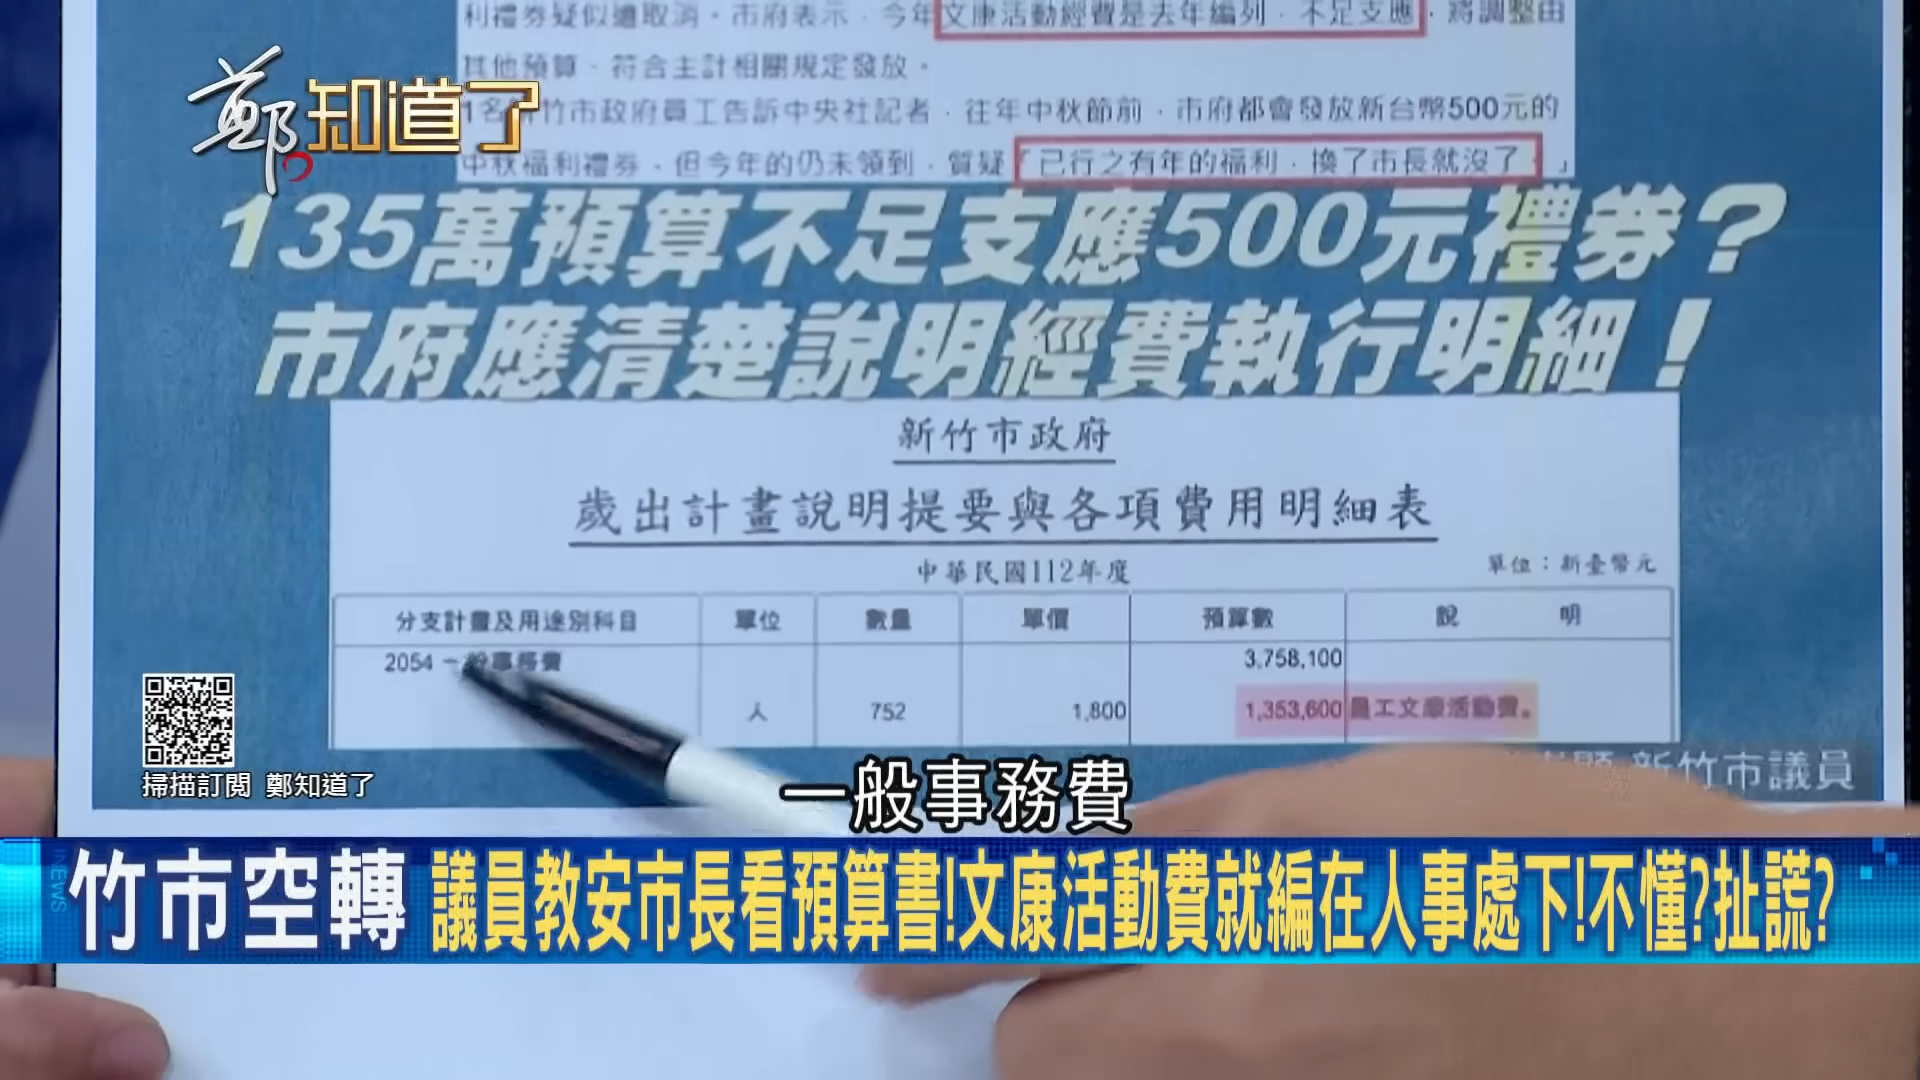 利禮券疑似遭取消。市府表示，今年文康活動經費是去年編列，不足支應，將調整由
其他預算、符合主計相關規定發放。
1名新竹市政府員工告訴中央社記者，往年中秋節前，市府都會發放新台幣500元的
中秋福利禮券，但今年的仍未領到，質疑「已行之有年的福利，換了市長就沒了。」
鄭知道了
135萬預算不足支應500元禮券？
市府應清楚說明經費執行明細！
新竹市政府
歲出計畫說明提要與各項費用明細表
中華民國112年度
單位：新臺幣元
分支計畫及用途別科目 單位 數量 單價 預算數 說 明
2054 一般事務費 3,758,100
人 752 1,800 1,353,600 員工文康活動費。
新竹市議員
掃描訂閱 鄭知道了
一般事務費
iNEWS
竹市空轉 議員教安市長看預算書!文康活動費就編在人事處下!不懂?扯謊?